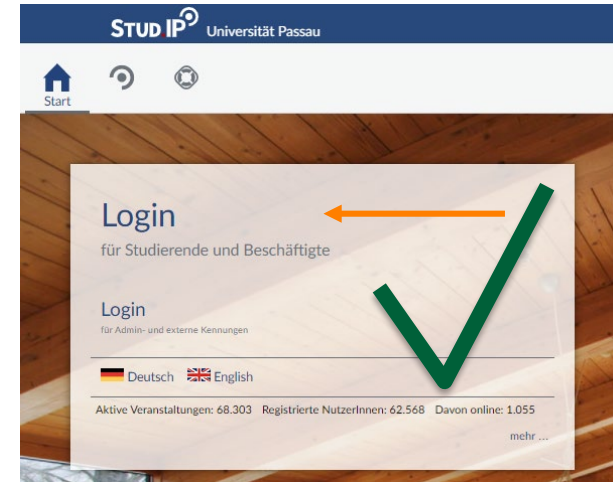 STUD.IP Universität Passau
Start
Login
für Studierende und Beschäftigte
Login
für Admin- und externe Kennungen
Deutsch English
Aktive Veranstaltungen: 68.303 Registrierte NutzerInnen: 62.568 Davon online: 1.055
mehr ...